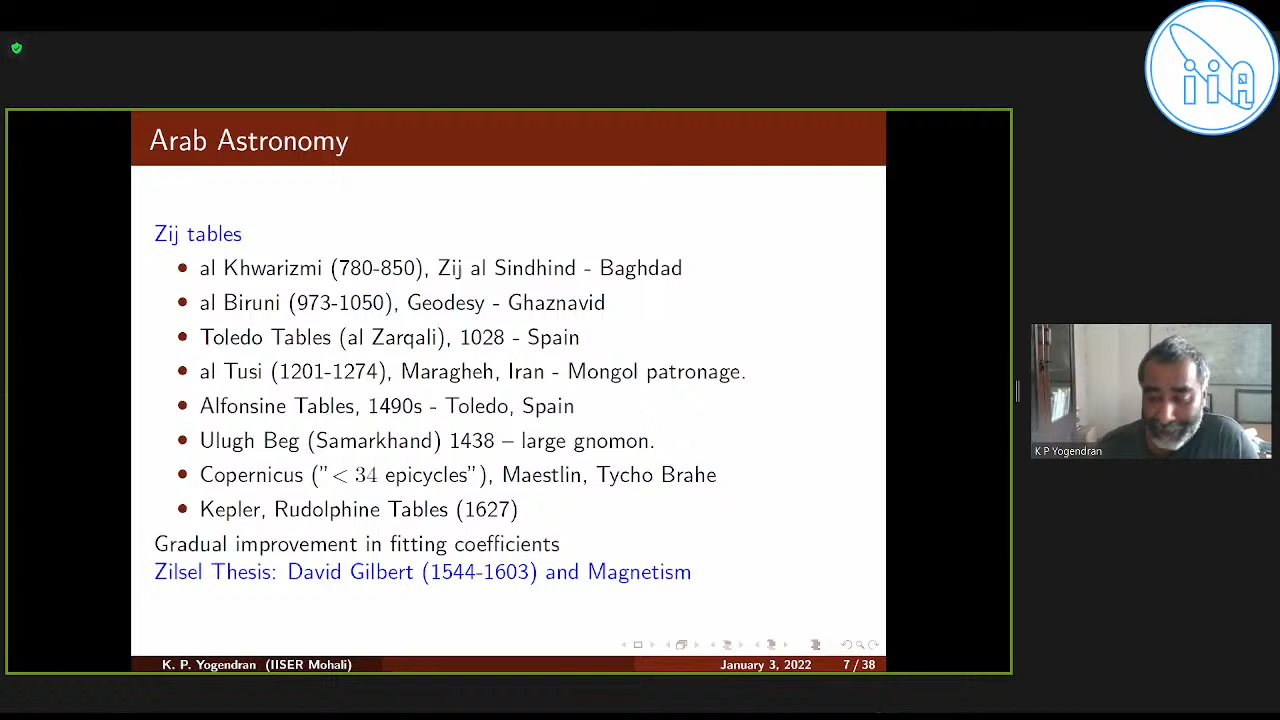 iiA
Arab Astronomy
Zij tables
al Khwarizmi (780-850), Zij al Sindhind - Baghdad
al Biruni (973-1050), Geodesy - Ghaznavid
Toledo Tables (al Zarqali), 1028 - Spain
al Tusi (1201-1274), Maragheh, Iran - Mongol patronage.
Alfonsine Tables, 1490s - Toledo, Spain
Ulugh Beg (Samarkhand) 1438 – large gnomon.
Copernicus ("< 34 epicycles"), Maestlin, Tycho Brahe
Kepler, Rudolphine Tables (1627)
Gradual improvement in fitting coefficients
Zilsel Thesis: David Gilbert (1544-1603) and Magnetism
K P Yogendran
K. P. Yogendran (IISER Mohali) January 3, 2022 7 / 38